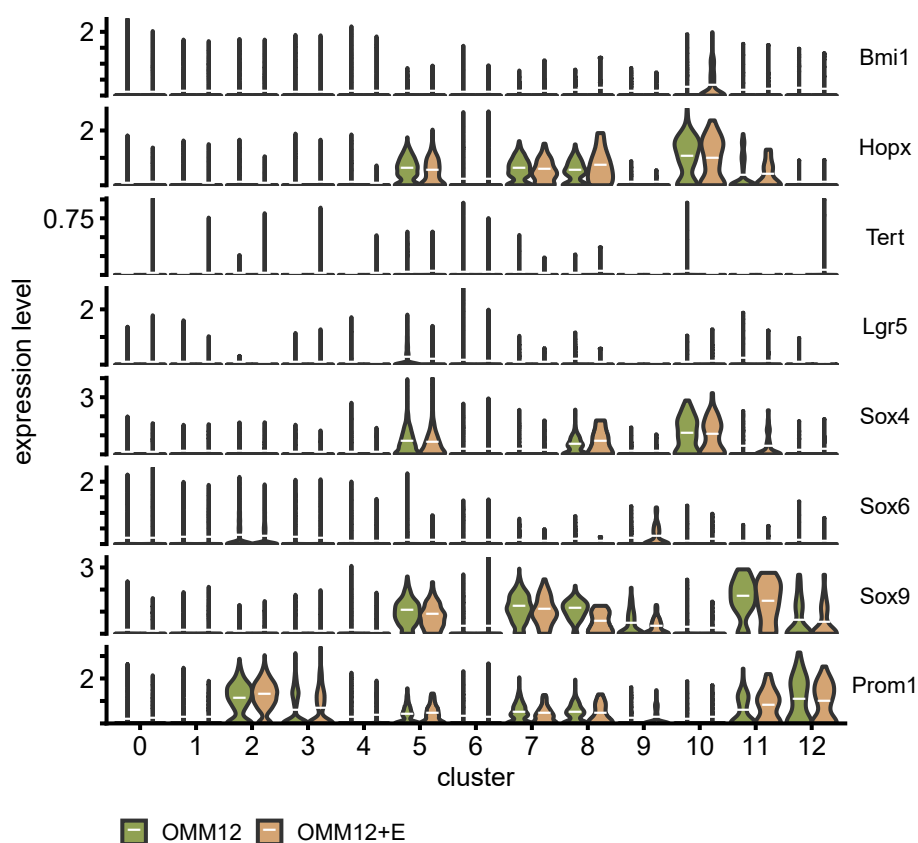 2 Bmi1
2 Hopx
0.75 Tert
2 Lgr5
3 Sox4
2 Sox6
3 Sox9
2 Prom1
expression level
0 1 2 3 4 5 6 7 8 9 10 11 12
cluster
OMM12 OMM12+E